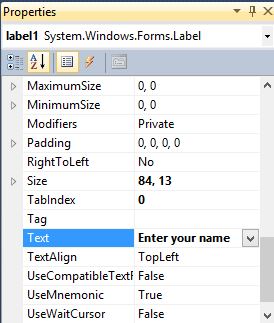 Properties
label1 System.Windows.Forms.Label
MaximumSize 0, 0
MinimumSize 0, 0
Modifiers Private
Padding 0, 0, 0, 0
RightToLeft No
Size 84, 13
TabIndex 0
Tag
Text Enter your name
TextAlign TopLeft
UseCompatibleTextF False
UseMnemonic True
UseWaitCursor False